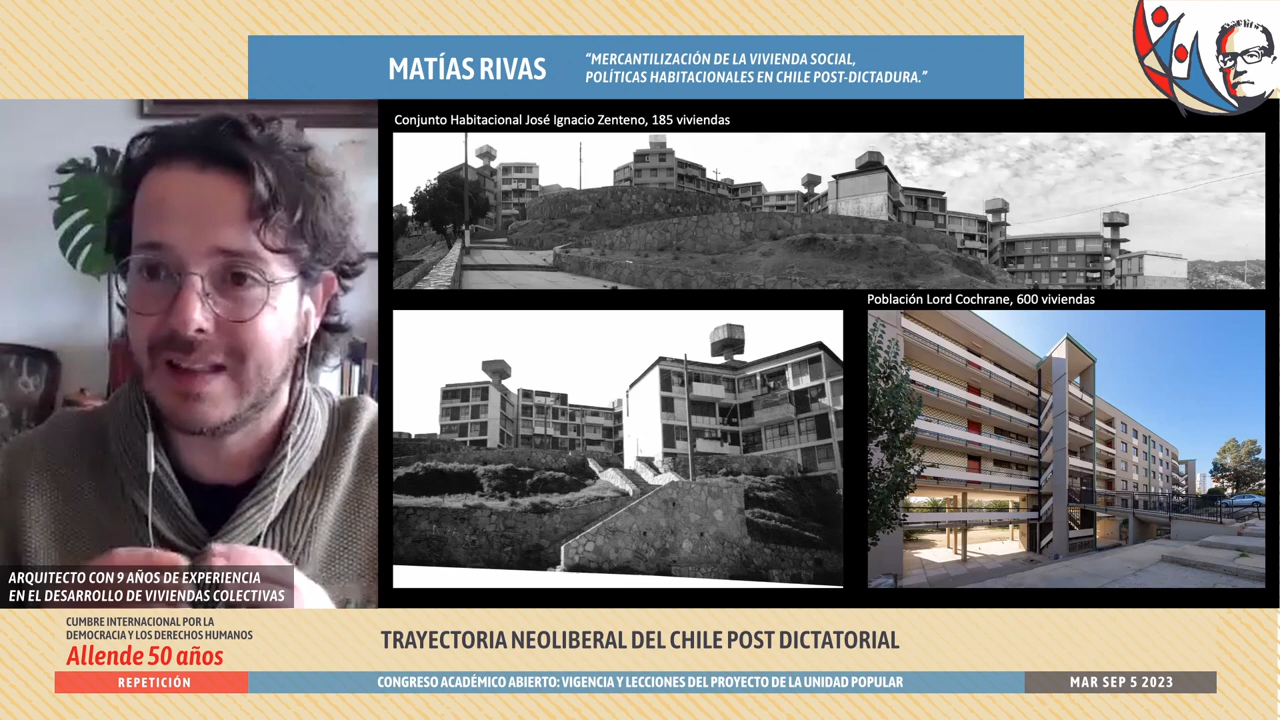 MATÍAS RIVAS
“MERCANTILIZACIÓN DE LA VIVIENDA SOCIAL,
POLÍTICAS HABITACIONALES EN CHILE POST-DICTADURA.”
Conjunto Habitacional José Ignacio Zenteno, 185 viviendas
Población Lord Cochrane, 600 viviendas
ARQUITECTO CON 9 AÑOS DE EXPERIENCIA
EN EL DESARROLLO DE VIVIENDAS COLECTIVAS
CUMBRE INTERNACIONAL POR LA
DEMOCRACIA Y LOS DERECHOS HUMANOS
Allende 50 años
TRAYECTORIA NEOLIBERAL DEL CHILE POST DICTATORIAL
REPETICIÓN
CONGRESO ACADÉMICO ABIERTO: VIGENCIA Y LECCIONES DEL PROYECTO DE LA UNIDAD POPULAR
MAR SEP 5 2023